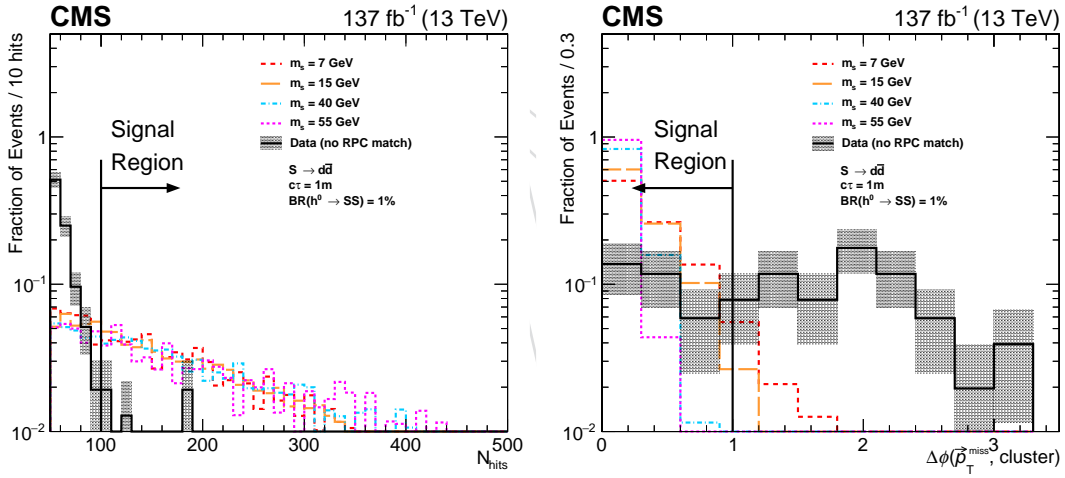 CMS 137 fb⁻¹ (13 TeV)
Fraction of Events / 10 hits
m_s = 7 GeV
m_s = 15 GeV
m_s = 40 GeV
m_s = 55 GeV
Data (no RPC match)
S → dd̅
cτ = 1m
BR(h⁰ → SS) = 1%
Signal
Region
1
10⁻¹
10⁻²
100 200 300 400 500
N_hits
CMS 137 fb⁻¹ (13 TeV)
Fraction of Events / 0.3
m_s = 7 GeV
m_s = 15 GeV
m_s = 40 GeV
m_s = 55 GeV
Data (no RPC match)
S → dd̅
cτ = 1m
BR(h⁰ → SS) = 1%
Signal
Region
1
10⁻¹
10⁻²
0 1 2 3
Δϕ(p⃗_T^miss, cluster)